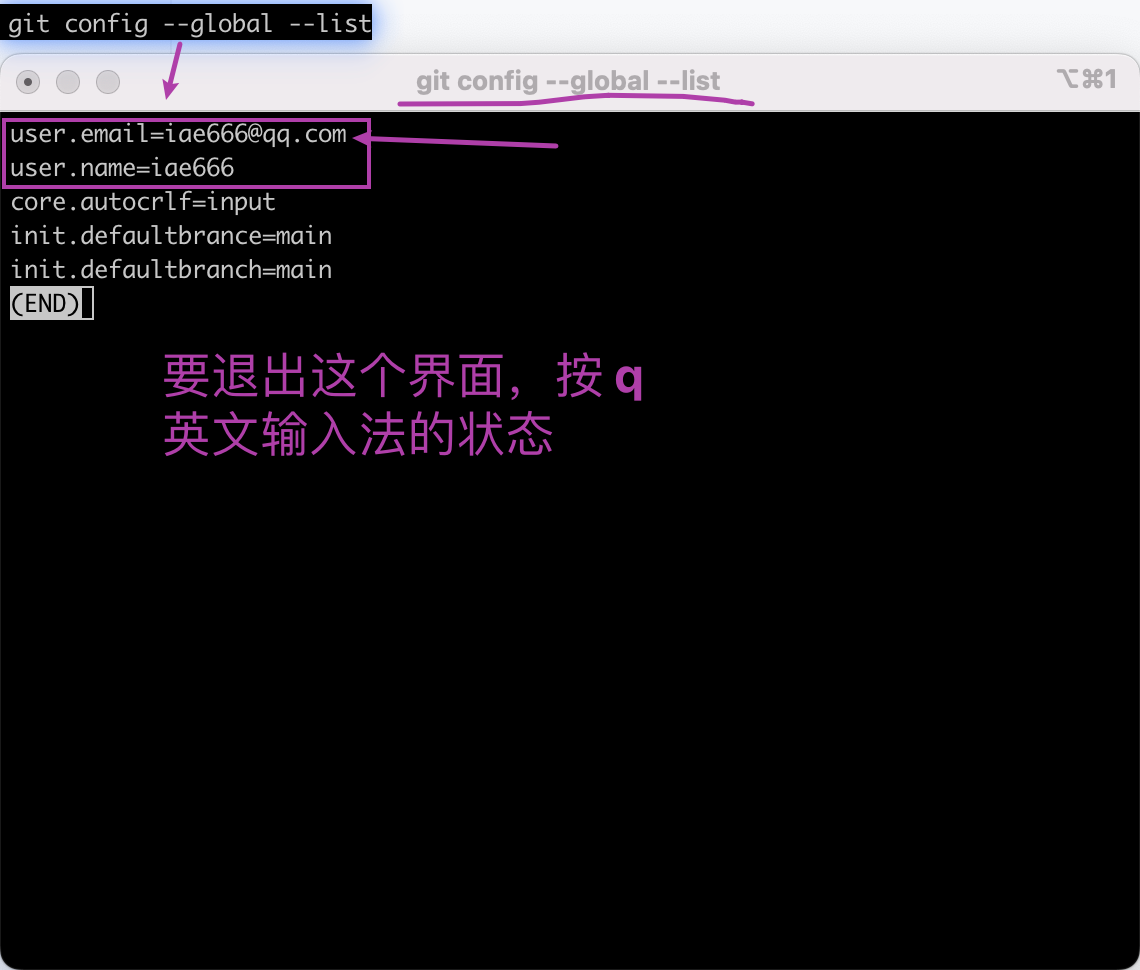 git config --global --list
git config --global --list ⌥⌘1
user.email=iae666@qq.com
user.name=iae666
core.autocrlf=input
init.defaultbrance=main
init.defaultbranch=main
(END)
要退出这个界面，按 q
英文输入法的状态